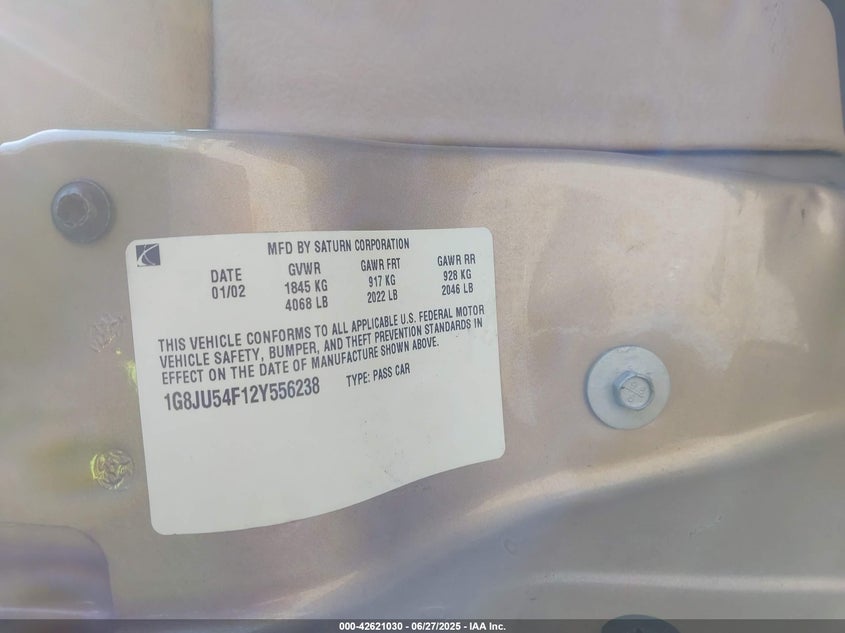 MFD BY SATURN CORPORATION
DATE GVWR GAWR FRT GAWR RR
01/02 1845 KG 917 KG 928 KG
4068 LB 2022 LB 2046 LB
THIS VEHICLE CONFORMS TO ALL APPLICABLE U.S. FEDERAL MOTOR
VEHICLE SAFETY, BUMPER, AND THEFT PREVENTION STANDARDS IN
EFFECT ON THE DATE OF MANUFACTURE SHOWN ABOVE.
1G8JU54F12Y556238 TYPE: PASS CAR
000-42621030 - 06/27/2025 - IAA Inc.